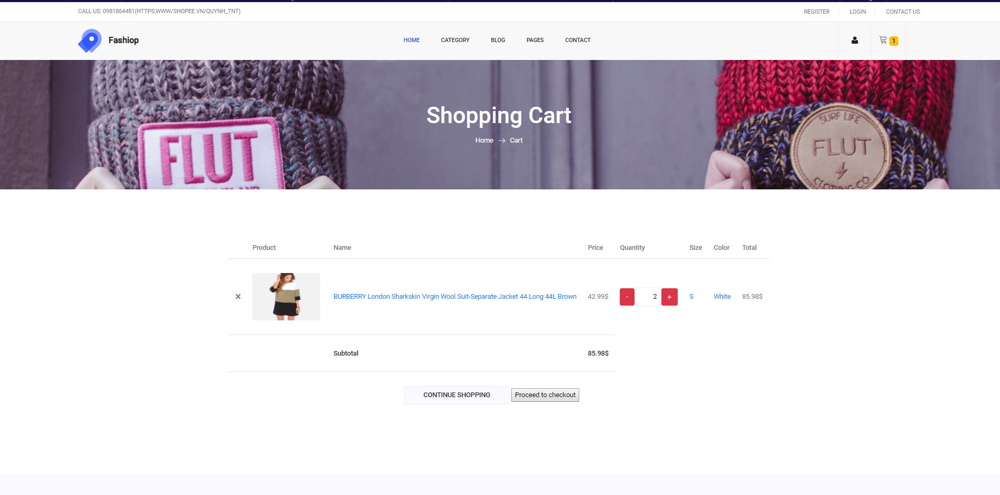 CALL US: 0981864481(HTTPS:WWW/SHOPEE.VN/QUYNH_TNT)
REGISTER LOGIN CONTACT US
Fashiop HOME CATEGORY BLOG PAGES CONTACT 1
Shopping Cart
Home → Cart
FLUT
SURF LIFE
FLUT
CLOTHING CO
Product Name Price Quantity Size Color Total
× BURBERRY London Sharkskin Virgin Wool Suit-Separate Jacket 44 Long 44L Brown 42.99$ - 2 + S White 85.98$
Subtotal 85.98$
CONTINUE SHOPPING Proceed to checkout